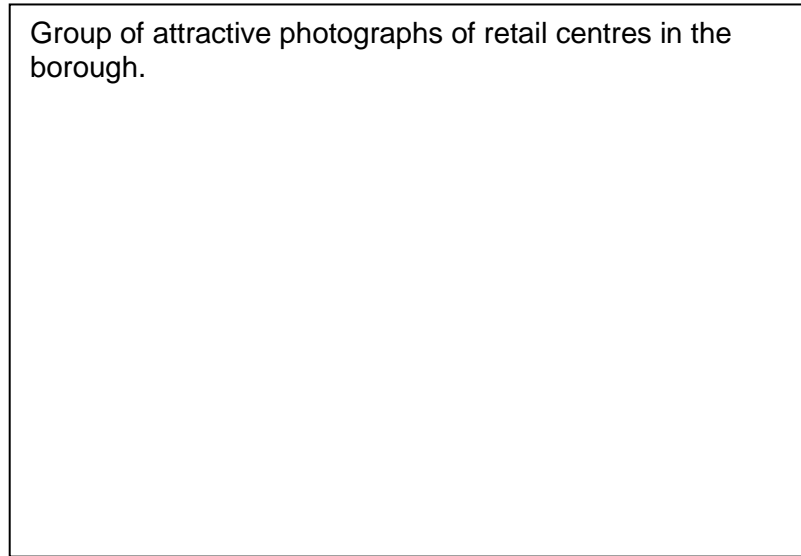 Group of attractive photographs of retail centres in the
borough.